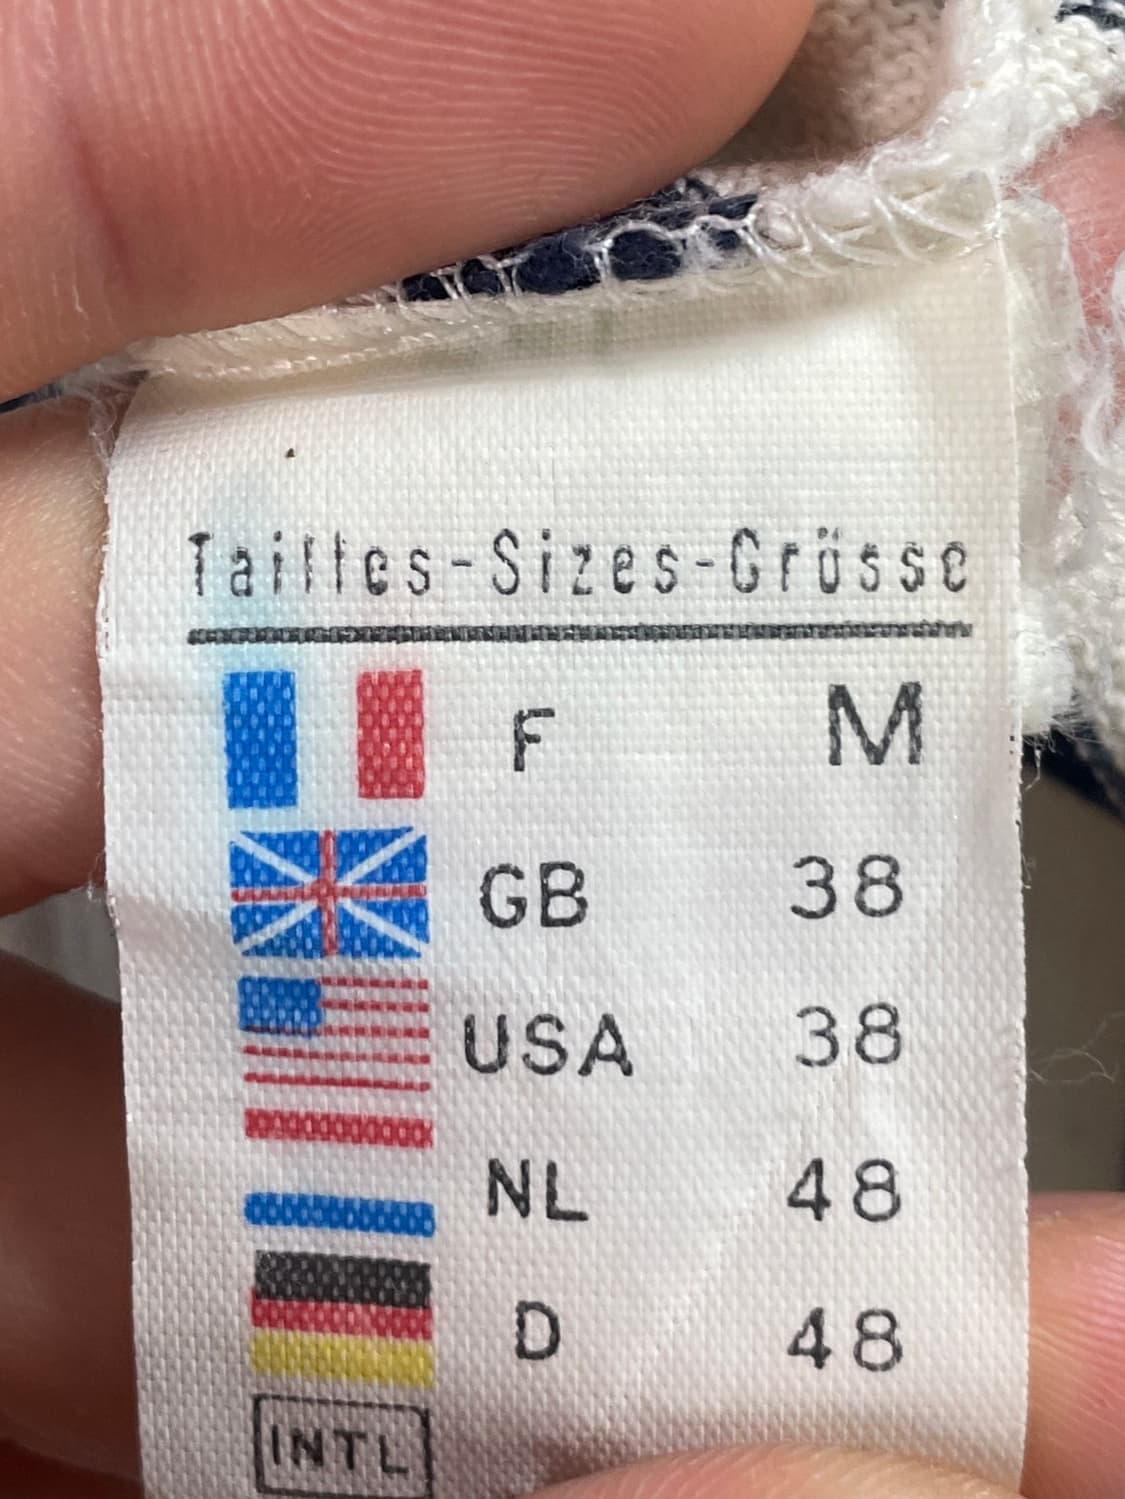 Tailles-Sizes-Grösse
F M
GB 38
USA 38
NL 48
D 48
INTL